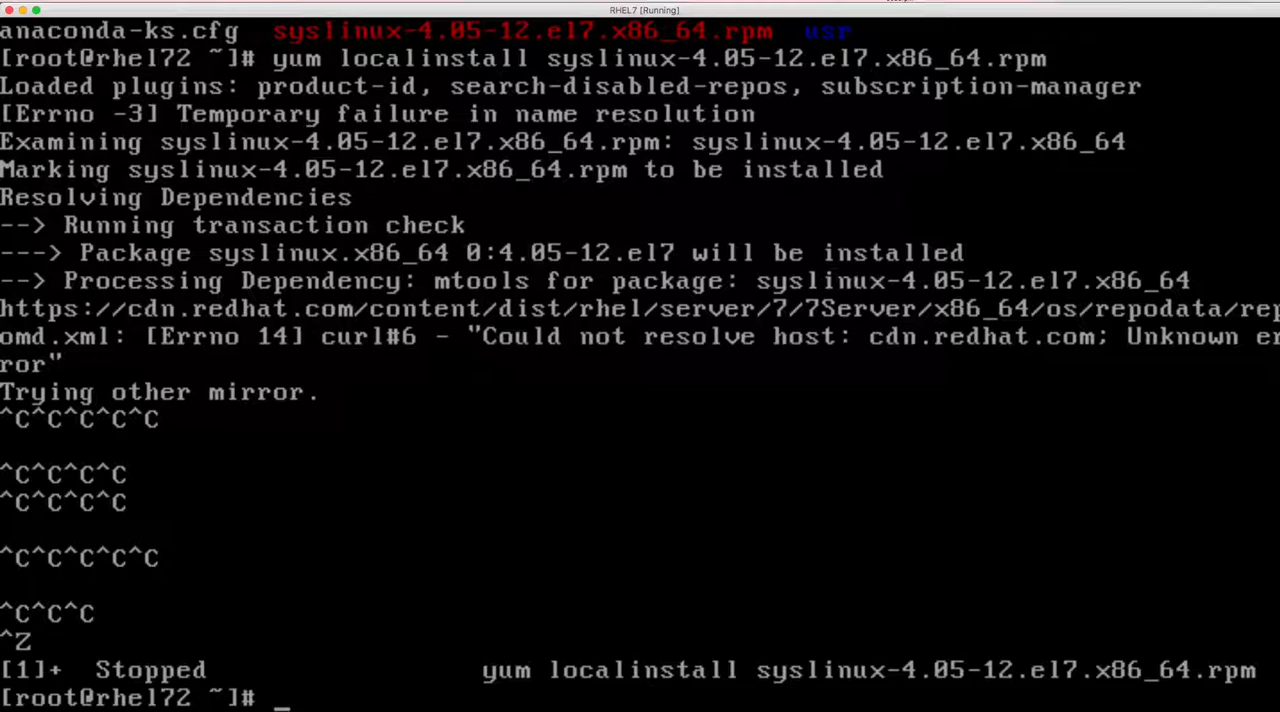 RHEL7 [Running]
anaconda-ks.cfg  syslinux-4.05-12.el7.x86_64.rpm  usr
[root@rhel72 ~]# yum localinstall syslinux-4.05-12.el7.x86_64.rpm
Loaded plugins: product-id, search-disabled-repos, subscription-manager
[Errno -3] Temporary failure in name resolution
Examining syslinux-4.05-12.el7.x86_64.rpm: syslinux-4.05-12.el7.x86_64
Marking syslinux-4.05-12.el7.x86_64.rpm to be installed
Resolving Dependencies
--> Running transaction check
---> Package syslinux.x86_64 0:4.05-12.el7 will be installed
--> Processing Dependency: mtools for package: syslinux-4.05-12.el7.x86_64
https://cdn.redhat.com/content/dist/rhel/server/7/7Server/x86_64/os/repodata/rep
omd.xml: [Errno 14] curl#6 - "Could not resolve host: cdn.redhat.com; Unknown er
ror"
Trying other mirror.
^C^C^C^C^C
^C^C^C^C
^C^C^C^C
^C^C^C^C^C
^C^C^C
^Z
[1]+  Stopped                 yum localinstall syslinux-4.05-12.el7.x86_64.rpm
[root@rhel72 ~]# _